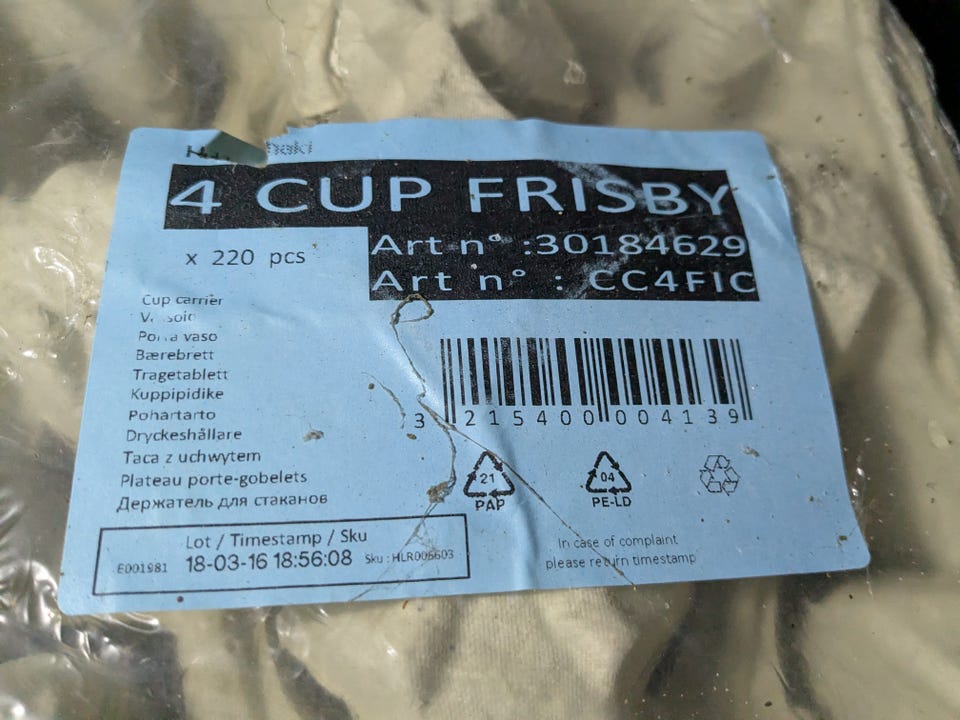 4 CUP FRISBY
x 220 pcs
Art n° :30184629
Art n° : CC4FIC
Cup carrier
vaso
Bærebrett
Tragetablett
Kuppipidike
Pohartarto
Dryckeshållare
Taca z uchwytem
Plateau porte-gobelets
Держатель для стаканов
3 215400 004139
21
PAP
04
PE-LD
Lot / Timestamp / Sku
E001981 18-03-16 18:56:08 Sku : HLR006603
In case of complaint
please return timestamp